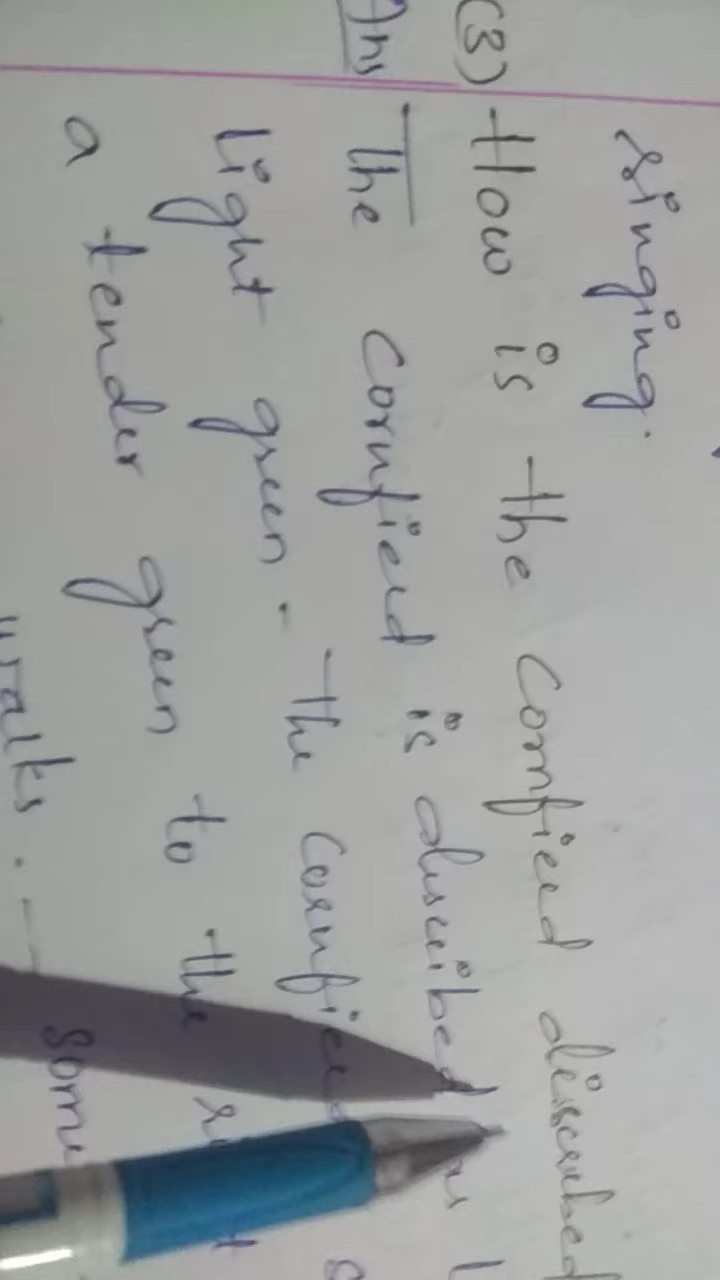 singing.
(3) How is the cornfield described
Ans The cornfield is described as
light green. The cornfield
a tender green to the
walks. some